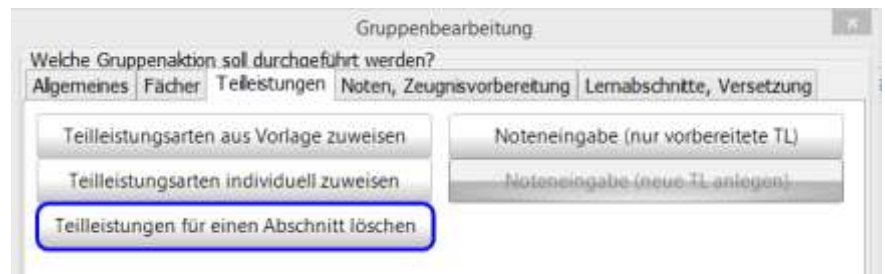 Gruppenbearbeitung
Welche Gruppenaktion soll durchgeführt werden?
Allgemeines Fächer Teilleistungen Noten, Zeugnisvorbereitung Lernabschnitte, Versetzung
Teilleistungsarten aus Vorlage zuweisen Noteneingabe (nur vorbereitete TL)
Teilleistungsarten individuell zuweisen Noteneingabe (neue TL anlegen)
Teilleistungen für einen Abschnitt löschen